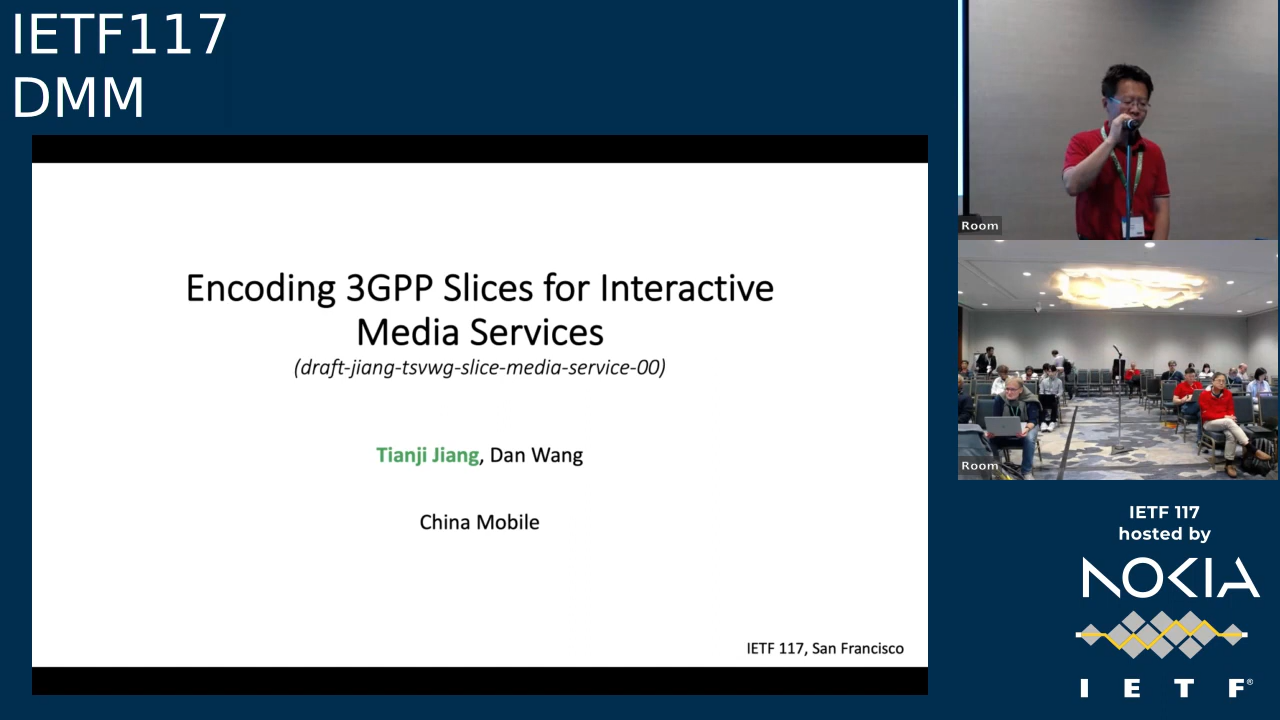 IETF117
DMM
Encoding 3GPP Slices for Interactive
Media Services
(draft-jiang-tsvwg-slice-media-service-00)
Tianji Jiang, Dan Wang
China Mobile
IETF 117, San Francisco
Room
Room
IETF 117
hosted by
NOKIA
I E T F®